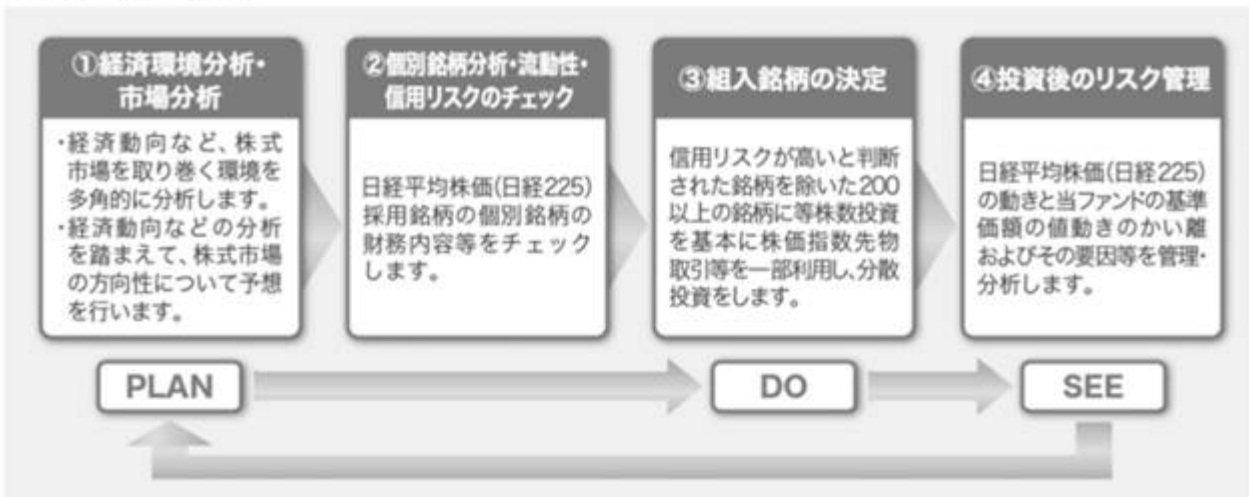 ①経済環境分析・
市場分析
・経済動向など、株式
市場を取り巻く環境を
多角的に分析します。
・経済動向などの分析
を踏まえて、株式市場
の方向性について予想
を行います。
②個別銘柄分析・流動性・
信用リスクのチェック
日経平均株価(日経225)
採用銘柄の個別銘柄の
財務内容等をチェック
します。
③組入銘柄の決定
信用リスクが高いと判断
された銘柄を除いた200
以上の銘柄に等株数投資
を基本に株価指数先物
取引等を一部利用し、分散
投資をします。
④投資後のリスク管理
日経平均株価(日経225)
の動きと当ファンドの基準
価額の値動きのかい離
およびその要因等を管理・
分析します。
PLAN
DO
SEE